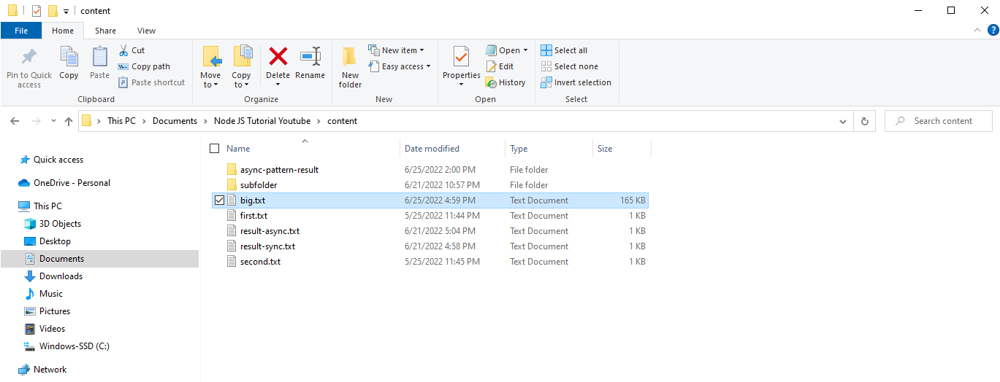 content
File Home Share View
Pin to Quick access
Copy
Paste
Cut
Copy path
Paste shortcut
Clipboard
Move to
Copy to
Delete
Rename
Organize
New folder
New item
Easy access
New
Properties
Open
Edit
History
Open
Select all
Select none
Invert selection
Select
This PC > Documents > Node JS Tutorial Youtube > content
Search content
Quick access
OneDrive - Personal
This PC
3D Objects
Desktop
Documents
Downloads
Music
Pictures
Videos
Windows-SSD (C:)
Network
Name Date modified Type Size
async-pattern-result 6/25/2022 2:00 PM File folder
subfolder 6/21/2022 10:57 PM File folder
big.txt 6/25/2022 4:59 PM Text Document 165 KB
first.txt 5/25/2022 11:44 PM Text Document 1 KB
result-async.txt 6/21/2022 5:04 PM Text Document 1 KB
result-sync.txt 6/21/2022 4:58 PM Text Document 1 KB
second.txt 5/25/2022 11:45 PM Text Document 1 KB